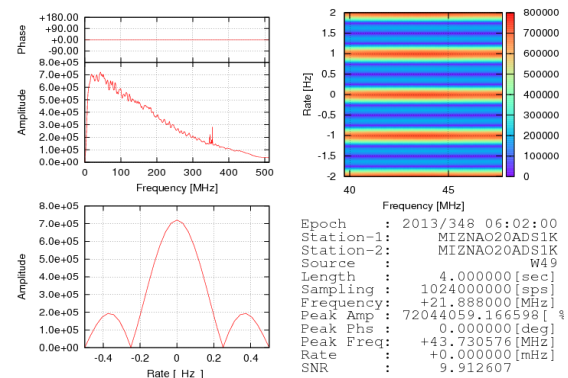 +180.00
+90.00
+0.00
-90.00
Phase
8.0e+05
7.0e+05
6.0e+05
5.0e+05
4.0e+05
3.0e+05
2.0e+05
1.0e+05
0.0e+00
Amplitude
0 100 200 300 400 500
Frequency [MHz]
2
1.5
1
0.5
0
-0.5
-1
-1.5
-2
Rate [Hz]
40 45
Frequency [MHz]
800000
700000
600000
500000
400000
300000
200000
100000
0
8.0e+05
7.0e+05
6.0e+05
5.0e+05
4.0e+05
3.0e+05
2.0e+05
1.0e+05
0.0e+00
Amplitude
-0.4 -0.2 0 0.2 0.4
Rate [ Hz ]
Epoch : 2013/348 06:02:00
Station-1: MIZNAO20ADS1K
Station-2: MIZNAO20ADS1K
Source : W49
Length : 4.000000[sec]
Sampling : 1024000000[sps]
Frequency: +21.888000[MHz]
Peak Amp : 72044059.166598[ %
Peak Phs : 0.000000[deg]
Peak Freq: +43.730576[MHz]
Rate : +0.000000[mHz]
SNR : 9.912607